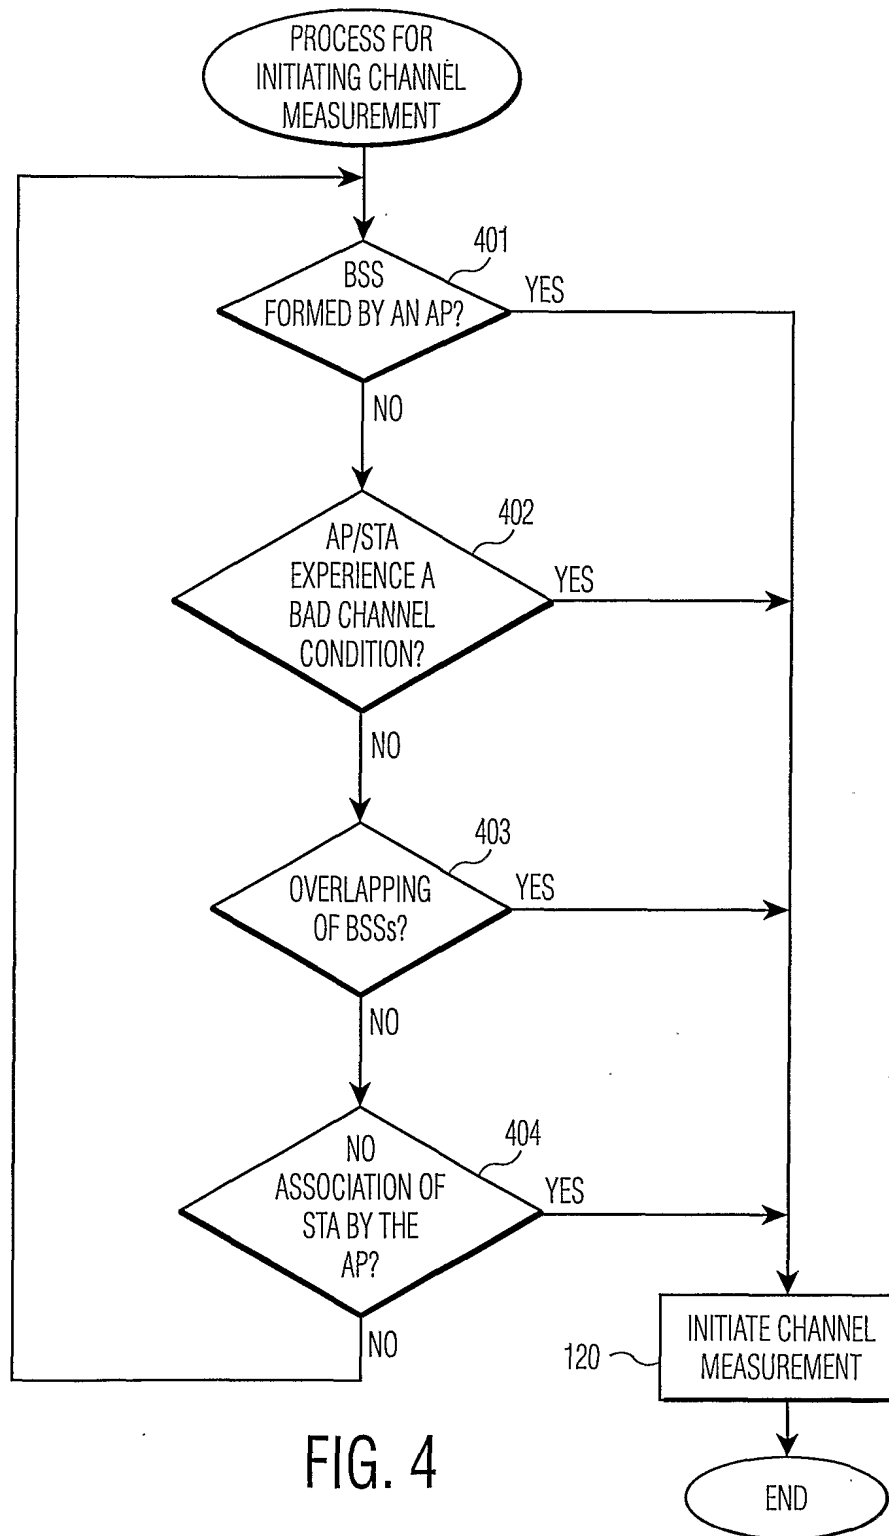 PROCESS FOR
INITIATING CHANNEL
MEASUREMENT
401
BSS
FORMED BY AN AP?
YES
NO
402
AP/STA
EXPERIENCE A
BAD CHANNEL
CONDITION?
YES
NO
403
OVERLAPPING
OF BSSs?
YES
NO
404
NO
ASSOCIATION OF
STA BY THE
AP?
YES
NO
120
INITIATE CHANNEL
MEASUREMENT
END
FIG. 4